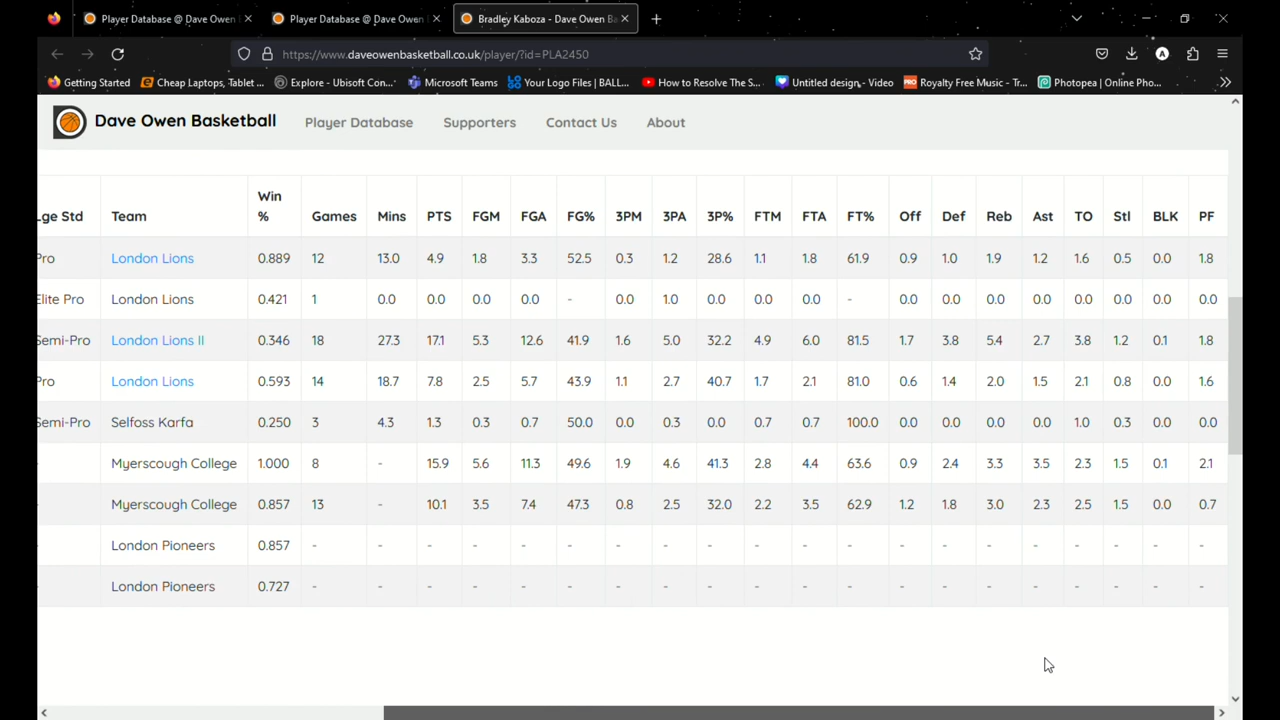 Player Database @ Dave Owen
Player Database @ Dave Owen
Bradley Kaboza - Dave Owen Ba
https://www.daveowenbasketball.co.uk/player/?id=PLA2450
Getting Started Cheap Laptops, Tablet ... Explore - Ubisoft Con... Microsoft Teams Your Logo Files | BALL... How to Resolve The S... Untitled design - Video Royalty Free Music - Tr... Photopea | Online Pho...
Dave Owen Basketball Player Database Supporters Contact Us About
Lge Std Team Win % Games Mins PTS FGM FGA FG% 3PM 3PA 3P% FTM FTA FT% Off Def Reb Ast TO Stl BLK PF
Pro London Lions 0.889 12 13.0 4.9 1.8 3.3 52.5 0.3 1.2 28.6 1.1 1.8 61.9 0.9 1.0 1.9 1.2 1.6 0.5 0.0 1.8
Elite Pro London Lions 0.421 1 0.0 0.0 0.0 0.0 - 0.0 1.0 0.0 0.0 0.0 - 0.0 0.0 0.0 0.0 0.0 0.0 0.0 0.0
Semi-Pro London Lions II 0.346 18 27.3 17.1 5.3 12.6 41.9 1.6 5.0 32.2 4.9 6.0 81.5 1.7 3.8 5.4 2.7 3.8 1.2 0.1 1.8
Pro London Lions 0.593 14 18.7 7.8 2.5 5.7 43.9 1.1 2.7 40.7 1.7 2.1 81.0 0.6 1.4 2.0 1.5 2.1 0.8 0.0 1.6
Semi-Pro Selfoss Karfa 0.250 3 4.3 1.3 0.3 0.7 50.0 0.0 0.3 0.0 0.7 0.7 100.0 0.0 0.0 0.0 0.0 1.0 0.3 0.0 0.0
- Myerscough College 1.000 8 - 15.9 5.6 11.3 49.6 1.9 4.6 41.3 2.8 4.4 63.6 0.9 2.4 3.3 3.5 2.3 1.5 0.1 2.1
- Myerscough College 0.857 13 - 10.1 3.5 7.4 47.3 0.8 2.5 32.0 2.2 3.5 62.9 1.2 1.8 3.0 2.3 2.5 1.5 0.0 0.7
- London Pioneers 0.857 - - - - - - - - - - - - - - - - - - - -
- London Pioneers 0.727 - - - - - - - - - - - - - - - - - - - -